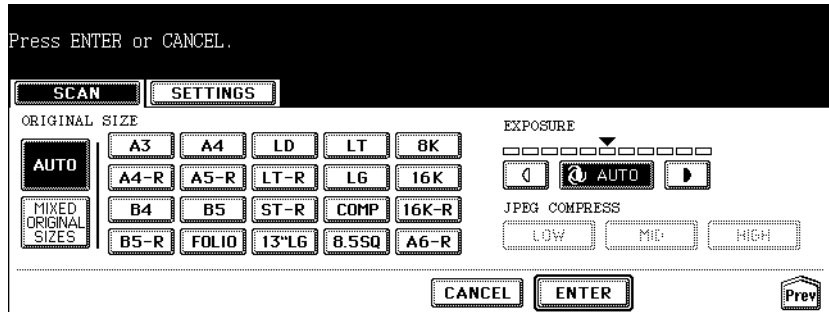 Press ENTER or CANCEL.
SCAN SETTINGS
ORIGINAL SIZE
AUTO
MIXED ORIGINAL SIZES
A3 A4 LD LT 8K
A4-R A5-R LT-R LG 16K
B4 B5 ST-R COMP 16K-R
B5-R FOLIO 13"LG 8.5SQ A6-R
EXPOSURE
AUTO
JPEG COMPRESS
LOW MID HIGH
CANCEL ENTER
Prev